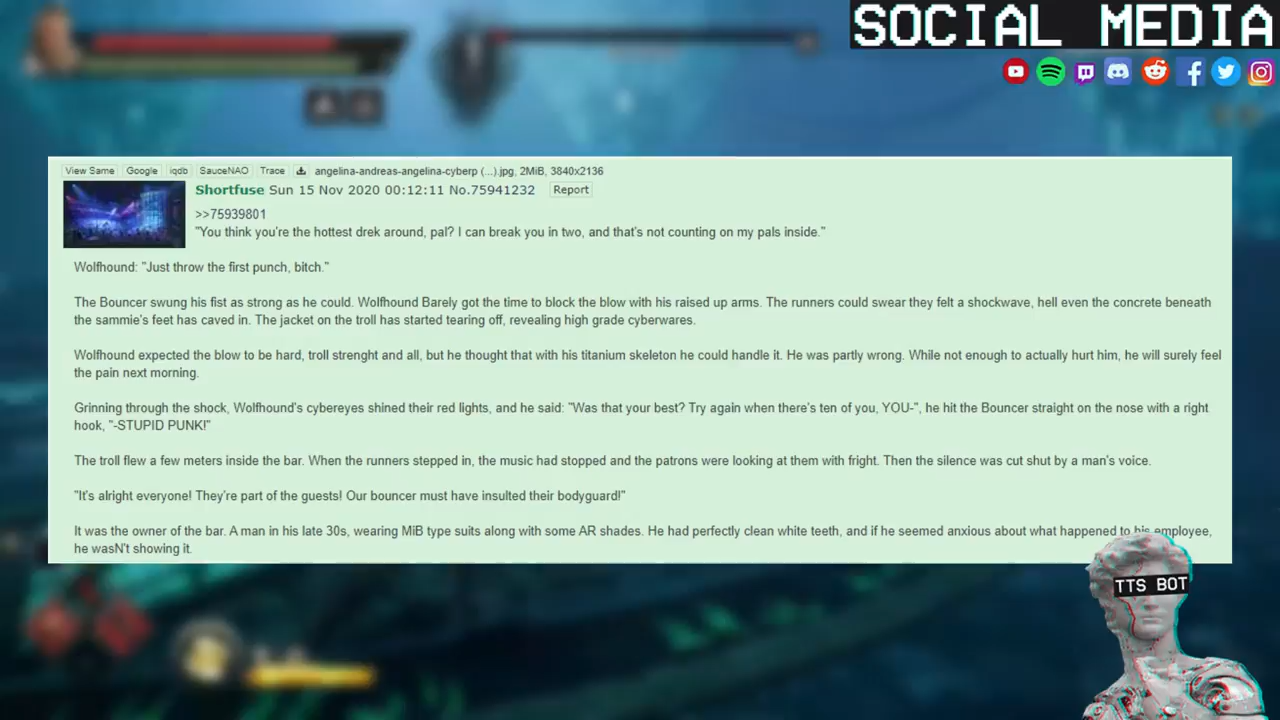 SOCIAL MEDIA
View Same Google iqdb SauceNAO Trace angelina-andreas-angelina-cyberp (...).jpg, 2MiB, 3840x2136
Shortfuse Sun 15 Nov 2020 00:12:11 No.75941232 Report
>>75939801
"You think you're the hottest drek around, pal? I can break you in two, and that's not counting on my pals inside."
Wolfhound: "Just throw the first punch, bitch."
The Bouncer swung his fist as strong as he could. Wolfhound Barely got the time to block the blow with his raised up arms. The runners could swear they felt a shockwave, hell even the concrete beneath
the sammie's feet has caved in. The jacket on the troll has started tearing off, revealing high grade cyberwares.
Wolfhound expected the blow to be hard, troll strenght and all, but he thought that with his titanium skeleton he could handle it. He was partly wrong. While not enough to actually hurt him, he will surely feel
the pain next morning.
Grinning through the shock, Wolfhound's cybereyes shined their red lights, and he said: "Was that your best? Try again when there's ten of you, YOU-", he hit the Bouncer straight on the nose with a right
hook, "-STUPID PUNK!"
The troll flew a few meters inside the bar. When the runners stepped in, the music had stopped and the patrons were looking at them with fright. Then the silence was cut shut by a man's voice.
"It's alright everyone! They're part of the guests! Our bouncer must have insulted their bodyguard!"
It was the owner of the bar. A man in his late 30s, wearing MiB type suits along with some AR shades. He had perfectly clean white teeth, and if he seemed anxious about what happened to his employee,
he wasN't showing it.
TTS BOT